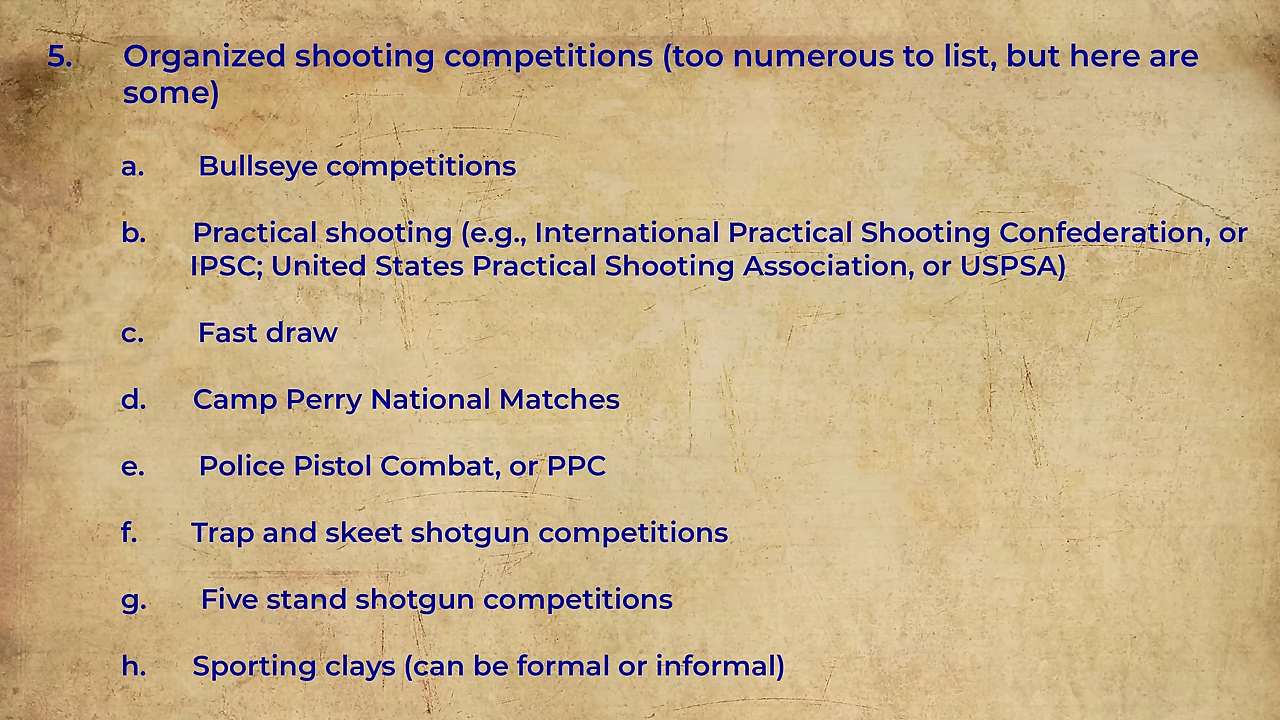 5. Organized shooting competitions (too numerous to list, but here are
some)
a. Bullseye competitions
b. Practical shooting (e.g., International Practical Shooting Confederation, or
IPSC; United States Practical Shooting Association, or USPSA)
c. Fast draw
d. Camp Perry National Matches
e. Police Pistol Combat, or PPC
f. Trap and skeet shotgun competitions
g. Five stand shotgun competitions
h. Sporting clays (can be formal or informal)